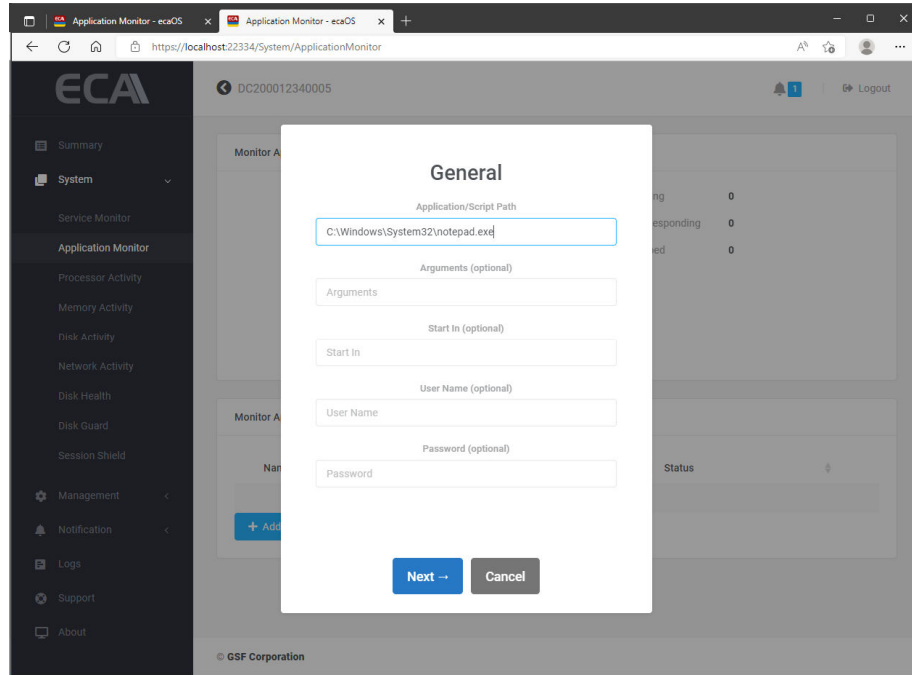 Application Monitor - ecaOS
Application Monitor - ecaOS
https://localhost:22334/System/ApplicationMonitor
ECA
DC200012340005
1
Logout
Summary
System
Service Monitor
Application Monitor
Processor Activity
Memory Activity
Disk Activity
Network Activity
Disk Health
Disk Guard
Session Shield
Management
Notification
Logs
Support
About
Monitor A
ng 0
esponding 0
ed 0
General
Application/Script Path
C:\Windows\System32\notepad.exe
Arguments (optional)
Arguments
Start In (optional)
Start In
User Name (optional)
User Name
Password (optional)
Password
Next →
Cancel
Monitor A
Nam
Status
+ Add
© GSF Corporation